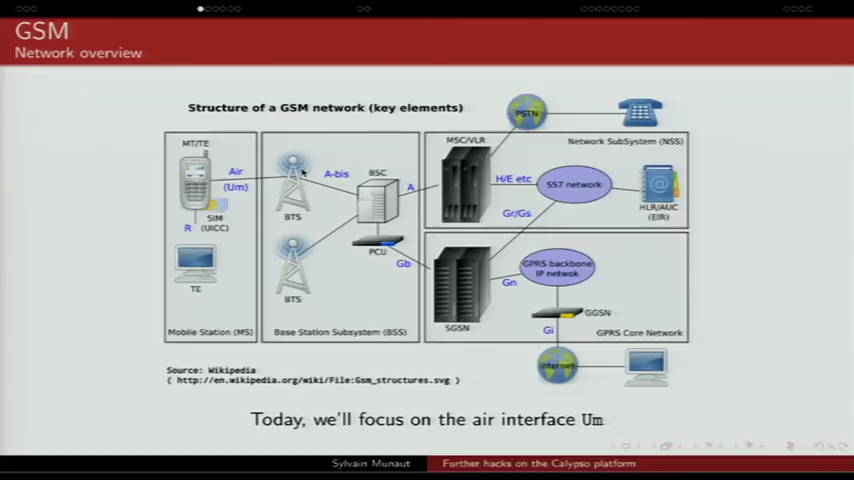 GSM
Network overview
Structure of a GSM network (key elements)
PSTN
MT/TE
MSC/VLR
Network SubSystem (NSS)
Air
(Um)
A-bis
BSC
A
H/E etc
SS7 network
SIM
(UICC)
R
BTS
Gr/Gs
HLR/AUC
(EIR)
PCU
Gb
GPRS backbone
IP netwok
Gn
TE
BTS
SGSN
GGSN
Gi
Mobile Station (MS)
Base Station Subsystem (BSS)
GPRS Core Network
Internet
Source: Wikipedia
( http://en.wikipedia.org/wiki/File:Gsm_structures.svg )
Today, we'll focus on the air interface Um
Sylvain Munaut
Further hacks on the Calypso platform